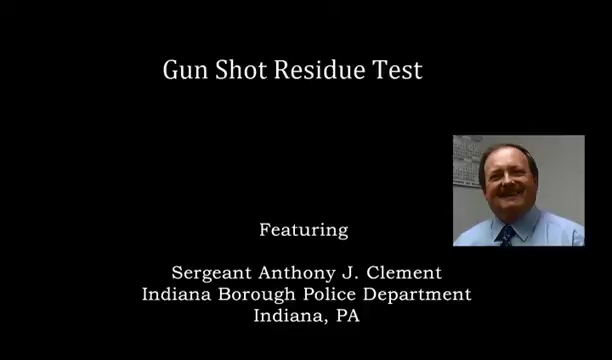 Gun Shot Residue Test
Featuring
Sergeant Anthony J. Clement
Indiana Borough Police Department
Indiana, PA